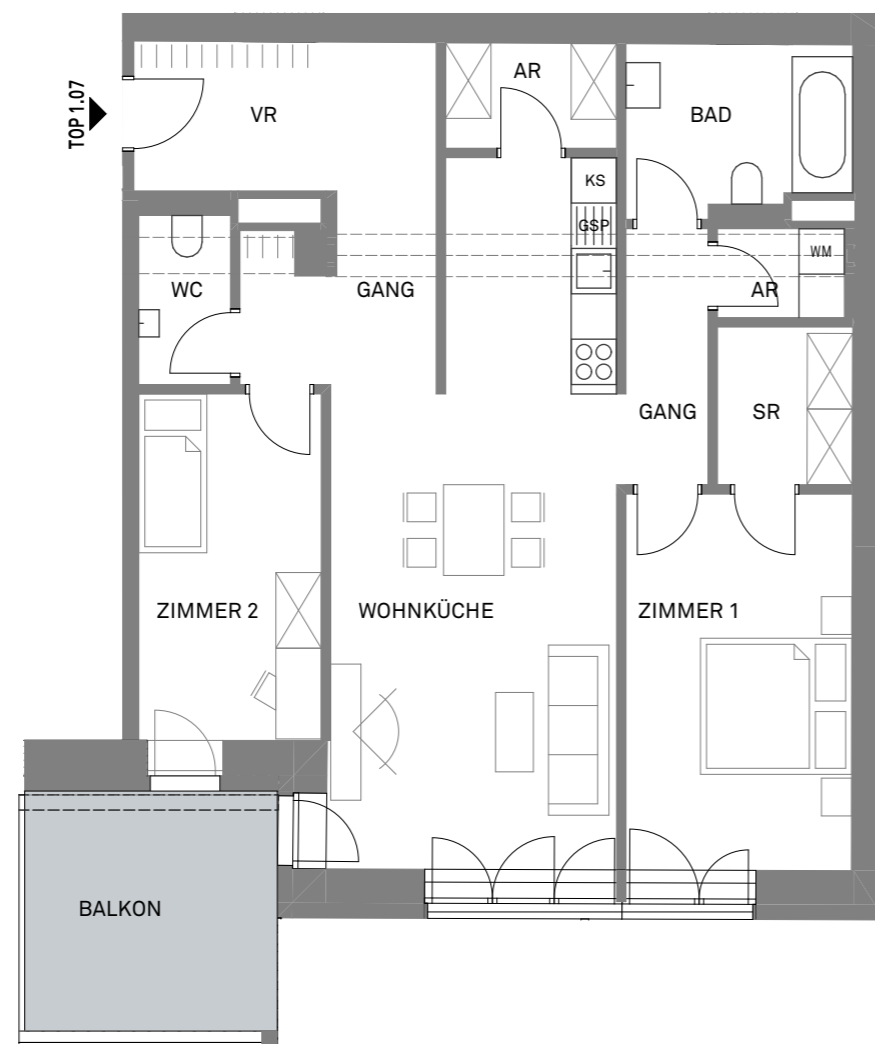 TOP 1.07
VR
AR
BAD
KS
GSP
WM
WC
GANG
AR
GANG
SR
ZIMMER 2
WOHNKÜCHE
ZIMMER 1
BALKON